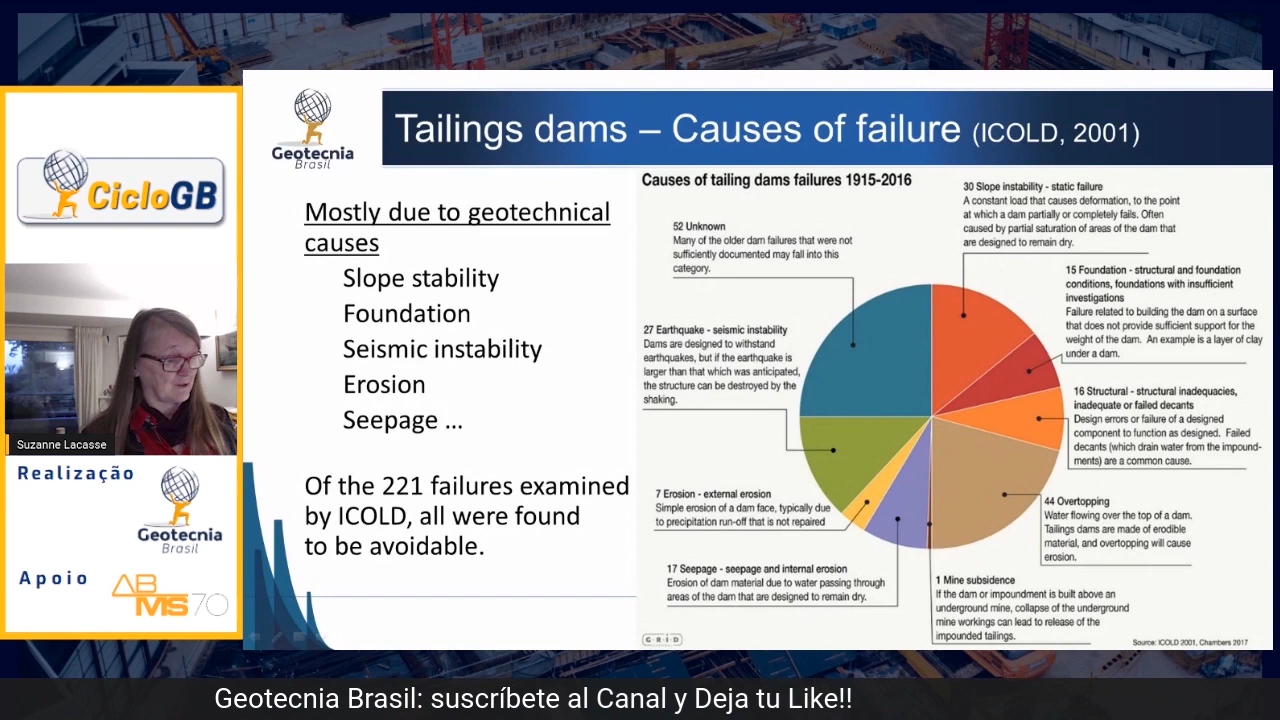 Geotecnia
Brasil
Tailings dams – Causes of failure (ICOLD, 2001)
CicloGB
Suzanne Lacasse
Realização
Geotecnia
Brasil
Apoio
ABMS70
Mostly due to geotechnical
causes
Slope stability
Foundation
Seismic instability
Erosion
Seepage ...
Of the 221 failures examined
by ICOLD, all were found
to be avoidable.
Causes of tailing dams failures 1915-2016
52 Unknown
Many of the older dam failures that were not
sufficiently documented may fall into this
category.
27 Earthquake - seismic instability
Dams are designed to withstand
earthquakes, but if the earthquake is
larger than that which was anticipated,
the structure can be destroyed by the
shaking.
7 Erosion - external erosion
Simple erosion of a dam face, typically due
to precipitation run-off that is not repaired
17 Seepage - seepage and internal erosion
Erosion of dam material due to water passing through
areas of the dam that are designed to remain dry.
30 Slope instability - static failure
A constant load that causes deformation, to the point
at which a dam partially or completely fails. Often
caused by partial saturation of areas of the dam that
are designed to remain dry.
15 Foundation - structural and foundation
conditions, foundations with insufficient
investigations
Failure related to building the dam on a surface
that does not provide sufficient support for the
weight of the dam. An example is a layer of clay
under a dam.
16 Structural - structural inadequacies,
inadequate or failed decants
Design errors or failure of a designed
component to function as designed. Failed
decants (which drain water from the impound-
ments) are a common cause.
44 Overtopping
Water flowing over the top of a dam.
Tailings dams are made of erodible
material, and overtopping will cause
erosion.
1 Mine subsidence
If the dam or impoundment is built above an
underground mine, collapse of the underground
mine workings can lead to release of the
impounded tailings.
G·R·I·D
Source: ICOLD 2001, Chambers 2017
Geotecnia Brasil: suscríbete al Canal y Deja tu Like!!